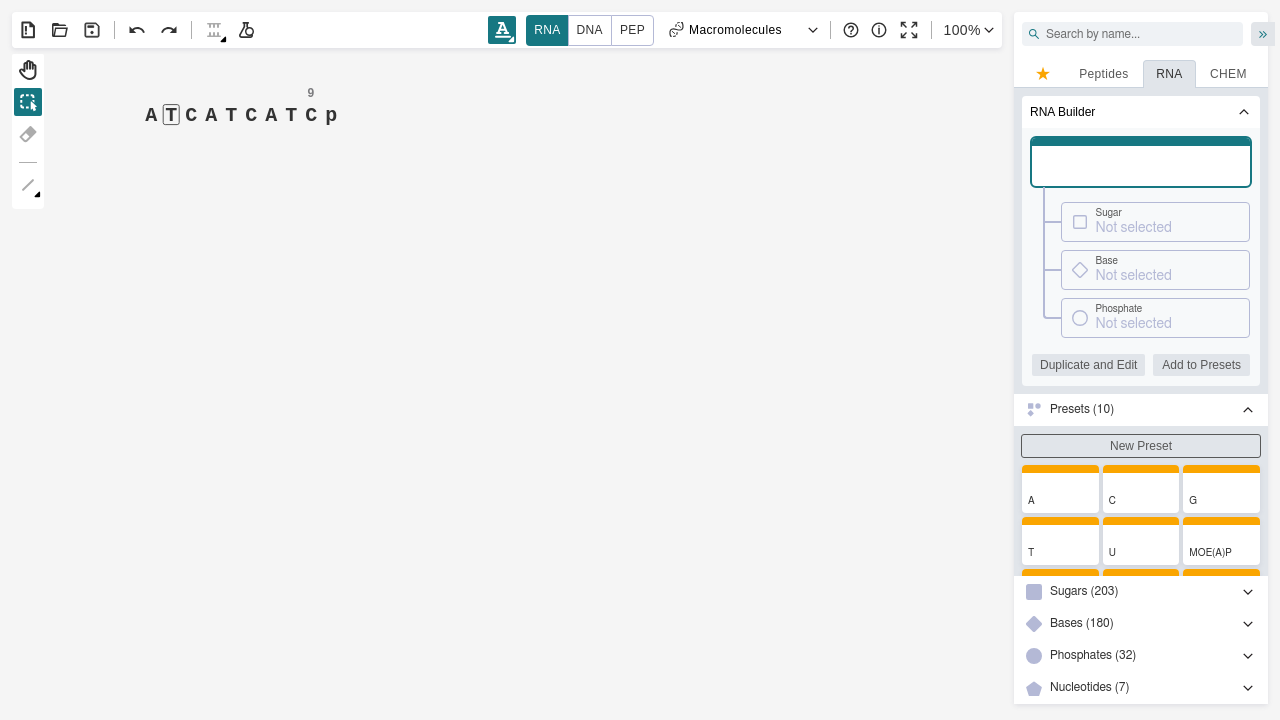 A RNA DNA PEP Macromolecules 100%
9
A T C A T C A T C p
Search by name...
Peptides RNA CHEM
RNA Builder
Sugar
Not selected
Base
Not selected
Phosphate
Not selected
Duplicate and Edit Add to Presets
Presets (10)
New Preset
A C G
T U MOE(A)P
Sugars (203)
Bases (180)
Phosphates (32)
Nucleotides (7)